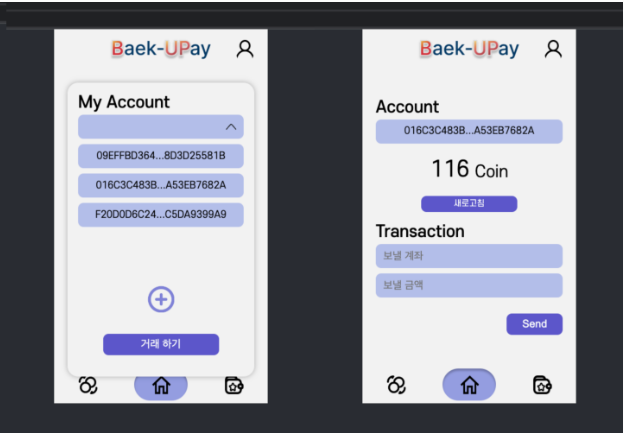 Baek-UPay
My Account
09EFFBD364...8D3D25581B
016C3C483B...A53EB7682A
F20D0D6C24...C5DA9399A9
거래 하기
Baek-UPay
Account
016C3C483B...A53EB7682A
116 Coin
새로고침
Transaction
보낼 계좌
보낼 금액
Send